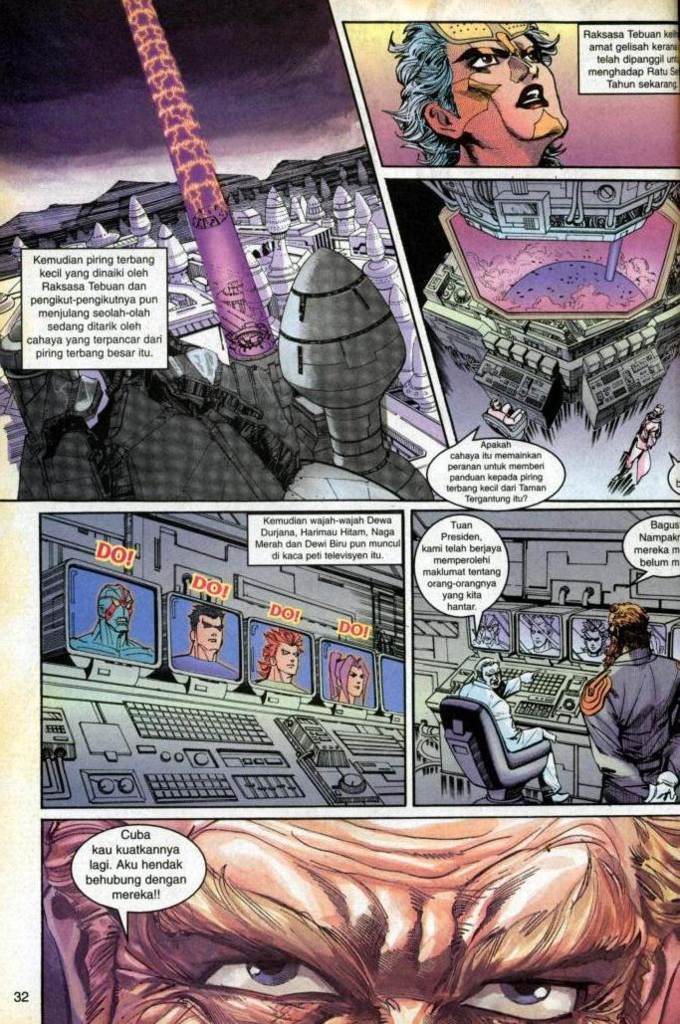 Kemudian piring terbang
kecil yang dinaiki oleh
Raksasa Tebuan dan
pengikut-pengikutnya pun
menjulang seolah-olah
sedang ditarik oleh
cahaya yang terpancar dari
piring terbang besar itu.
Raksasa Tebuan
amat gelisah kerana
telah dipanggil
menghadap Ratu
Tahun sekarang.
Apakah
cahaya itu memainkan
peranan untuk memberi
panduan kepada piring
terbang kecil dari Taman
Tergantung itu?
Kemudian wajah-wajah Dewa
Durjana, Harimau Hitam, Naga
Merah dan Dewi Biru pun muncul
di kaca peti televisyen itu.
DO!
DO!
DO!
DO!
Tuan
Presiden,
kami telah berjaya
memperolehi
maklumat tentang
orang-orangnya
yang kita
hantar.
Bagus
mereka
belum
Cuba
kau kuatkannya
lagi. Aku hendak
behubung dengan
mereka!!
32